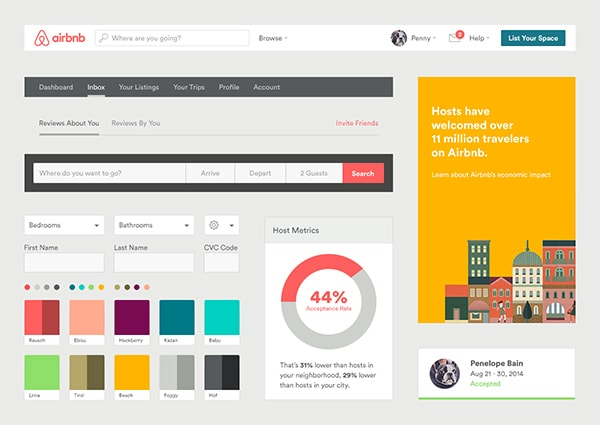 airbnb
Where are you going?
Browse
Penny
Help
List Your Space
Dashboard Inbox Your Listings Your Trips Profile Account
Reviews About You Reviews By You Invite Friends
Where do you want to go? Arrive Depart 2 Guests Search
Hosts have
welcomed over
11 million travelers
on Airbnb.
Learn about Airbnb's economic impact
Bedrooms Bathrooms
First Name Last Name CVC Code
Rausch Ebisu Hackberry Kazan Babu
Lima Tirol Beach Foggy Hof
Host Metrics
44%
Acceptance Rate
That's 31% lower than hosts in
your neighborhood, 29% lower
than hosts in your city.
Penelope Bain
Aug 21 - 30, 2014
Accepted